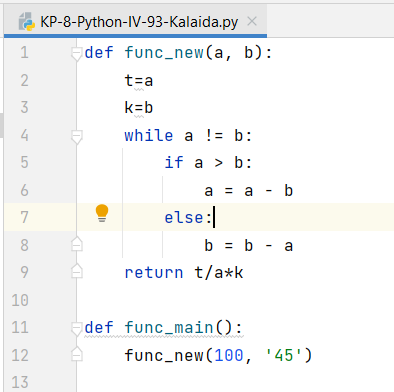 KP-8-Python-IV-93-Kalaida.py
1 def func_new(a, b):
2     t=a
3     k=b
4     while a != b:
5         if a > b:
6             a = a - b
7         else:
8             b = b - a
9     return t/a*k
10
11 def func_main():
12     func_new(100, '45')
13